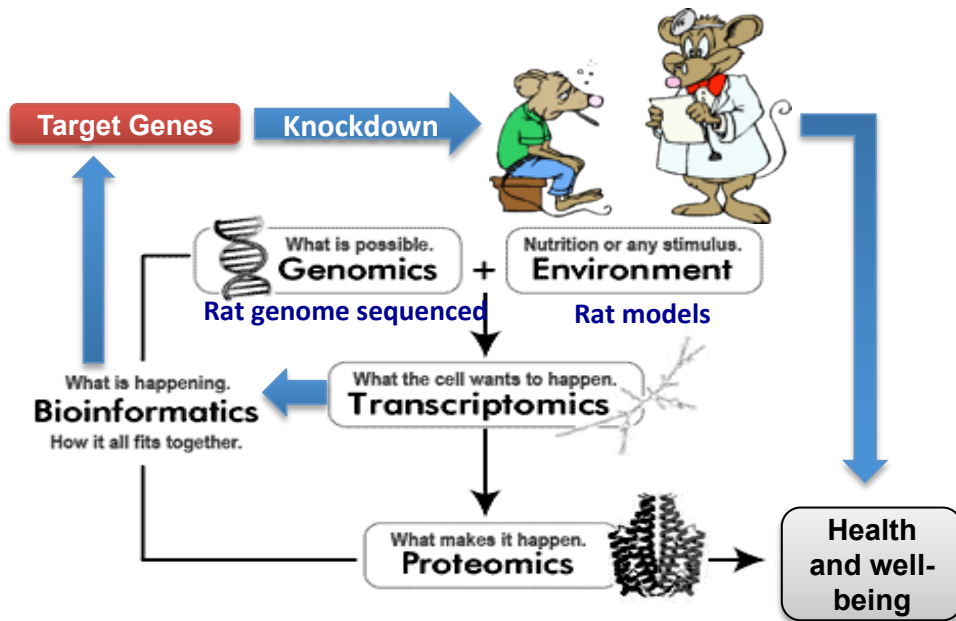 Target Genes
Knockdown
What is possible.
Genomics
+
Nutrition or any stimulus.
Environment
Rat genome sequenced
Rat models
What is happening.
Bioinformatics
How it all fits together.
What the cell wants to happen.
Transcriptomics
What makes it happen.
Proteomics
Health
and well-
being